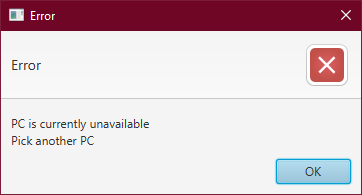 Error
Error
PC is currently unavailable
Pick another PC
OK